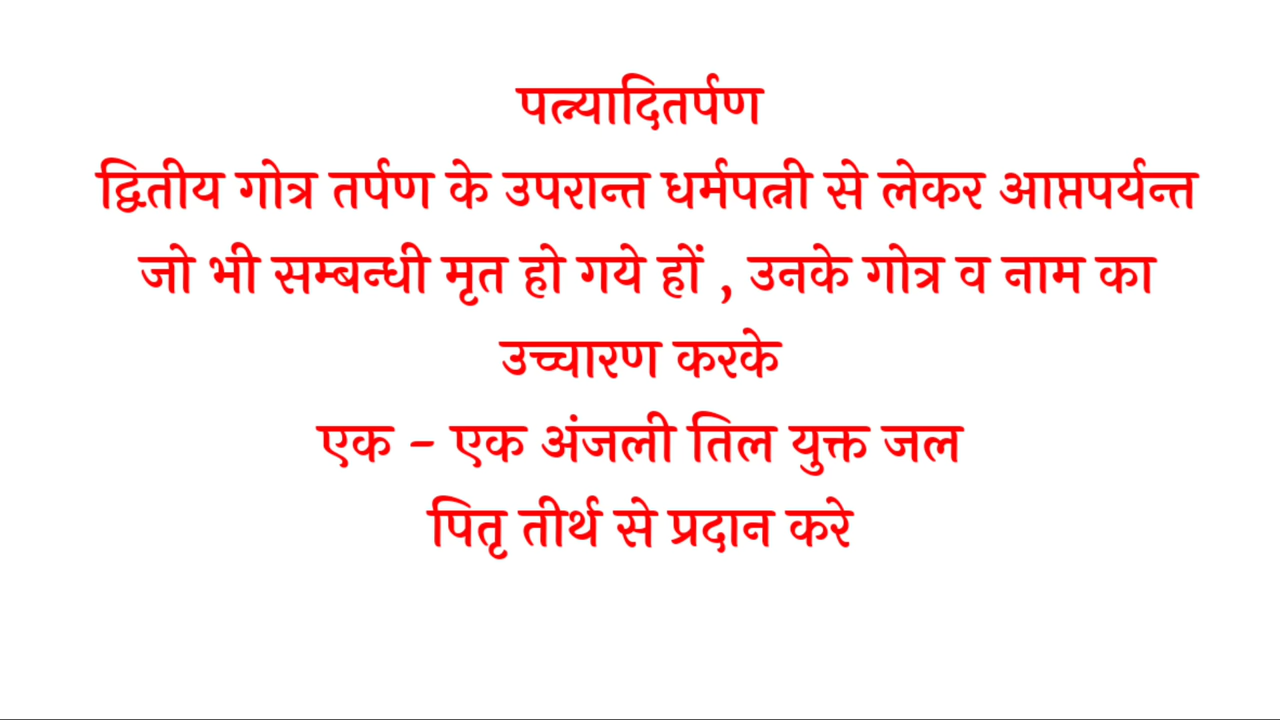 पत्न्यादितर्पण
द्वितीय गोत्र तर्पण के उपरान्त धर्मपत्नी से लेकर आप्तपर्यन्त
जो भी सम्बन्धी मृत हो गये हों , उनके गोत्र व नाम का
उच्चारण करके
एक - एक अंजली तिल युक्त जल
पितृ तीर्थ से प्रदान करे